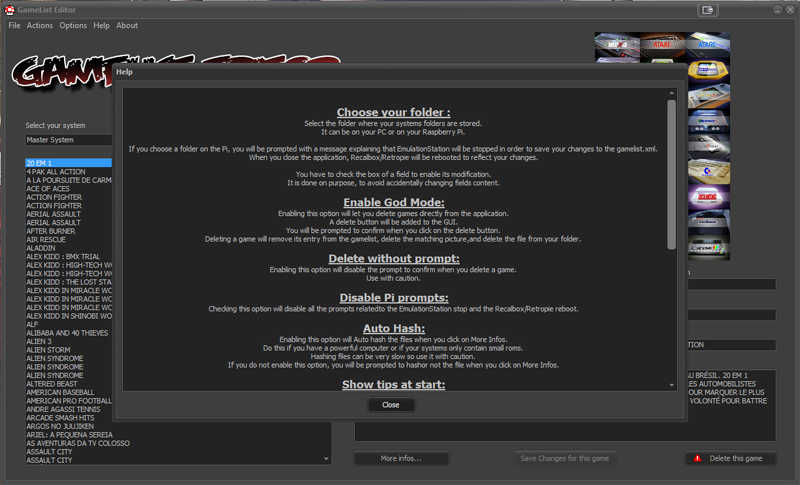 GameList Editor
File Actions Options Help About
ATARI
ATARI
Select your system
Master System
20 EM 1
4 PAK ALL ACTION
A LA POURSUITE DE CARM
ACE OF ACES
ACTION FIGHTER
ACTION FIGHTER
AERIAL ASSAULT
AERIAL ASSAULT
AFTER BURNER
AIR RESCUE
ALADDIN
ALEX KIDD : BMX TRIAL
ALEX KIDD : HIGH-TECH W
ALEX KIDD : HIGH-TECH W
ALEX KIDD : THE LOST STA
ALEX KIDD IN MIRACLE WO
ALEX KIDD IN MIRACLE WO
ALEX KIDD IN MIRACLE WO
ALEX KIDD IN SHINOBI WO
ALF
ALIBABA AND 40 THIEVES
ALIEN 3
ALIEN STORM
ALIEN SYNDROME
ALIEN SYNDROME
ALIEN SYNDROME
ALTERED BEAST
AMERICAN BASEBALL
AMERICAN PRO FOOTBALL
ANDRE AGASSI TENNIS
ARCADE SMASH HITS
ARGOS NO JUUJIKEN
ARIEL: A PEQUENA SEREIA
AS AVENTURAS DA TV COLOSSO
ASSAULT CITY
ASSAULT CITY
Help
Choose your folder :
Select the folder where your systems folders are stored.
It can be on your PC or on your Raspberry Pi.
If you choose a folder on the Pi, you will be prompted with a message explaining that EmulationStation will be stopped in order to save your changes to the gamelist.xml.
When you close the application, Recalbox/Retropie will be rebooted to reflect your changes.
You have to check the box of a field to enable its modification.
It is done on purpose, to avoid accidentally changing fields content.
Enable God Mode:
Enabling this option will let you delete games directly from the application.
A delete button will be added to the GUI.
You will be prompted to confirm when you click on the delete button.
Deleting a game will remove its entry from the gamelist, delete the matching picture,and delete the file from your folder.
Delete without prompt:
Enabling this option will disable the prompt to confirm when you delete a game.
Use with caution.
Disable Pi prompts:
Checking this option will disable all the prompts relatedto the EmulationStation stop and the Recalbox/Retropie reboot.
Auto Hash:
Enabling this option will Auto hash the files when you click on More Infos.
Do this if you have a powerful computer or if your systems only contain small roms.
Hashing files can be very slow so use it with caution.
If you do not enable this option, you will be prompted to hashor not the file when you click on More Infos.
Show tips at start:
Close
TION
AU BRÉSIL. 20 EM 1
LES AUTOMOBILISTES
OUR MARQUER LE PLUS
VOLONTÉ POUR BATTRE
More infos...
Save Changes for this game
Delete this game